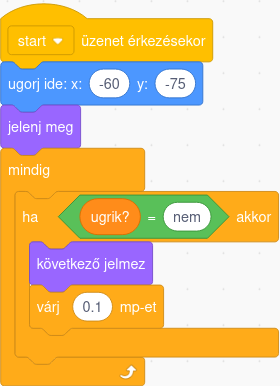 start üzenet érkezésekor
ugorj ide: x: -60 y: -75
jelenj meg
mindig
ha ugrik? = nem akkor
következő jelmez
várj 0.1 mp-et